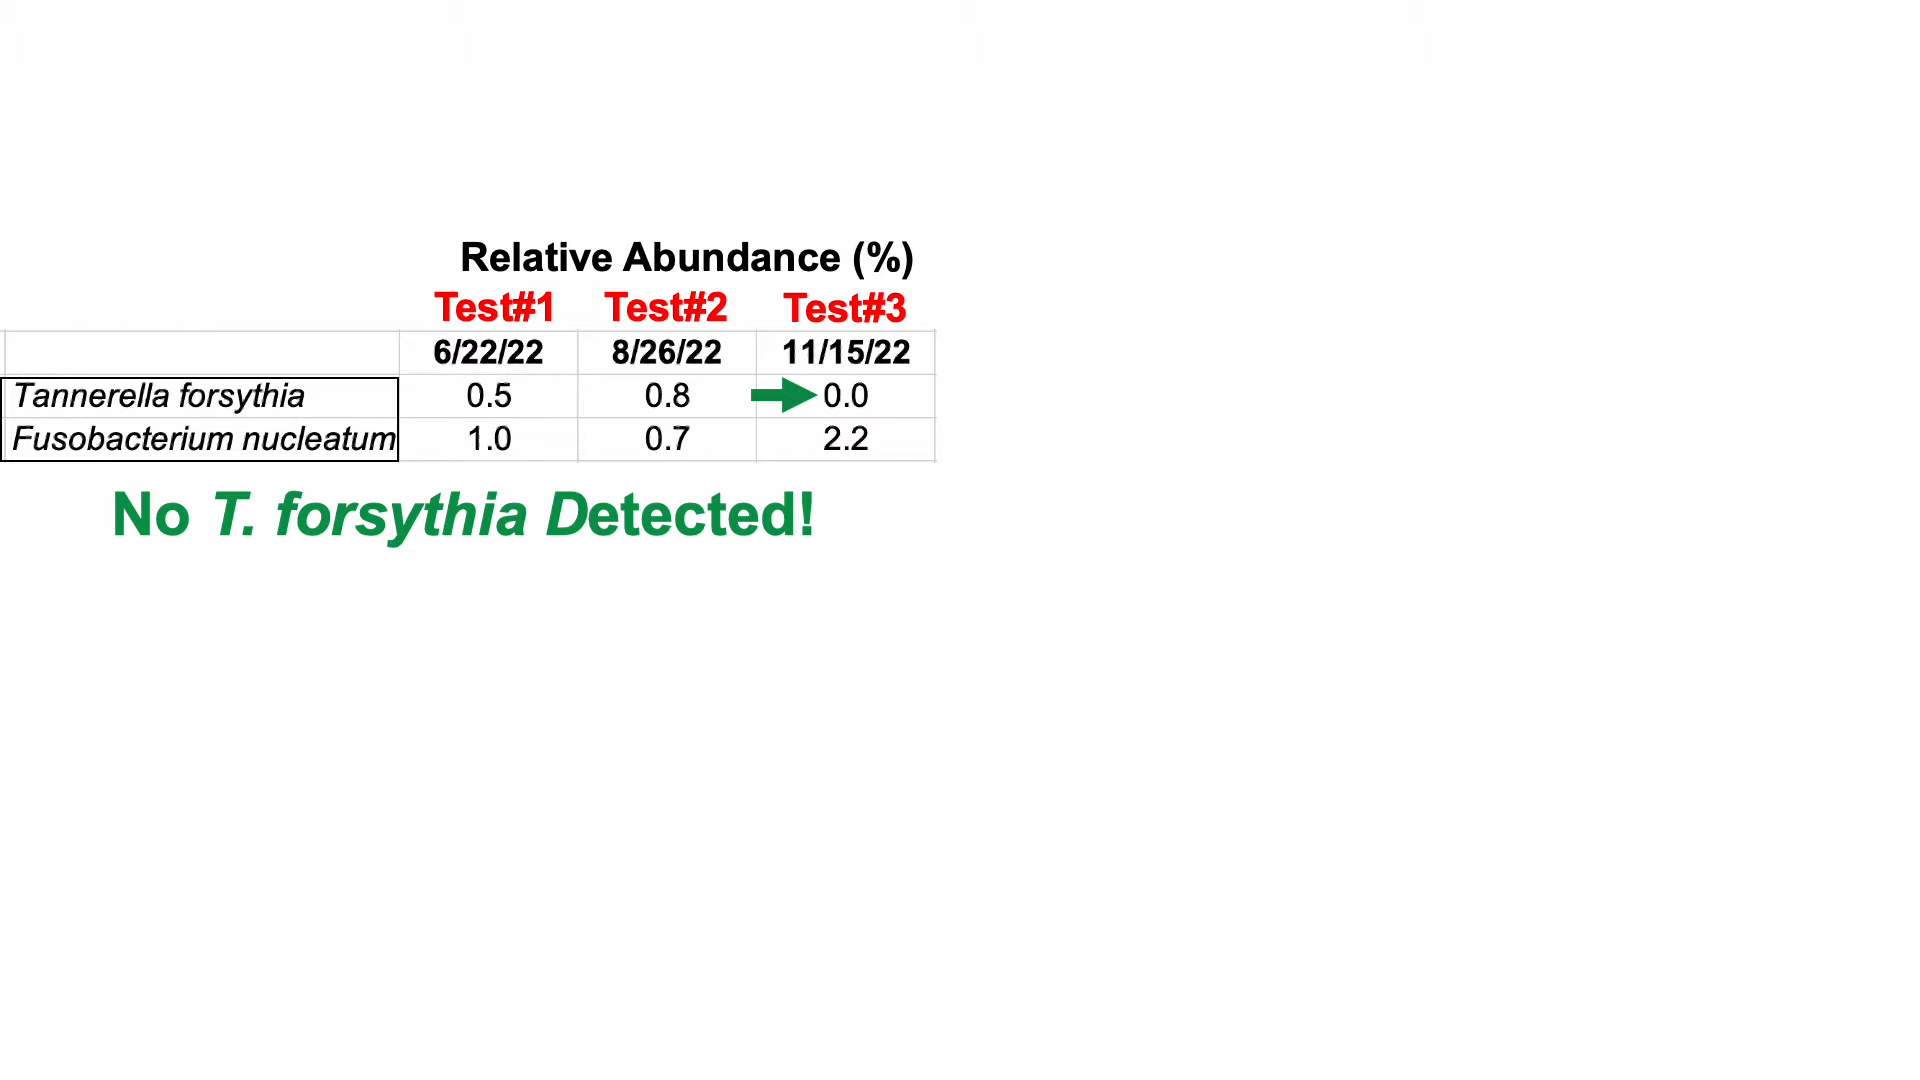 Relative Abundance (%)
Test#1 Test#2 Test#3
6/22/22 8/26/22 11/15/22
Tannerella forsythia 0.5 0.8 0.0
Fusobacterium nucleatum 1.0 0.7 2.2
No T. forsythia Detected!